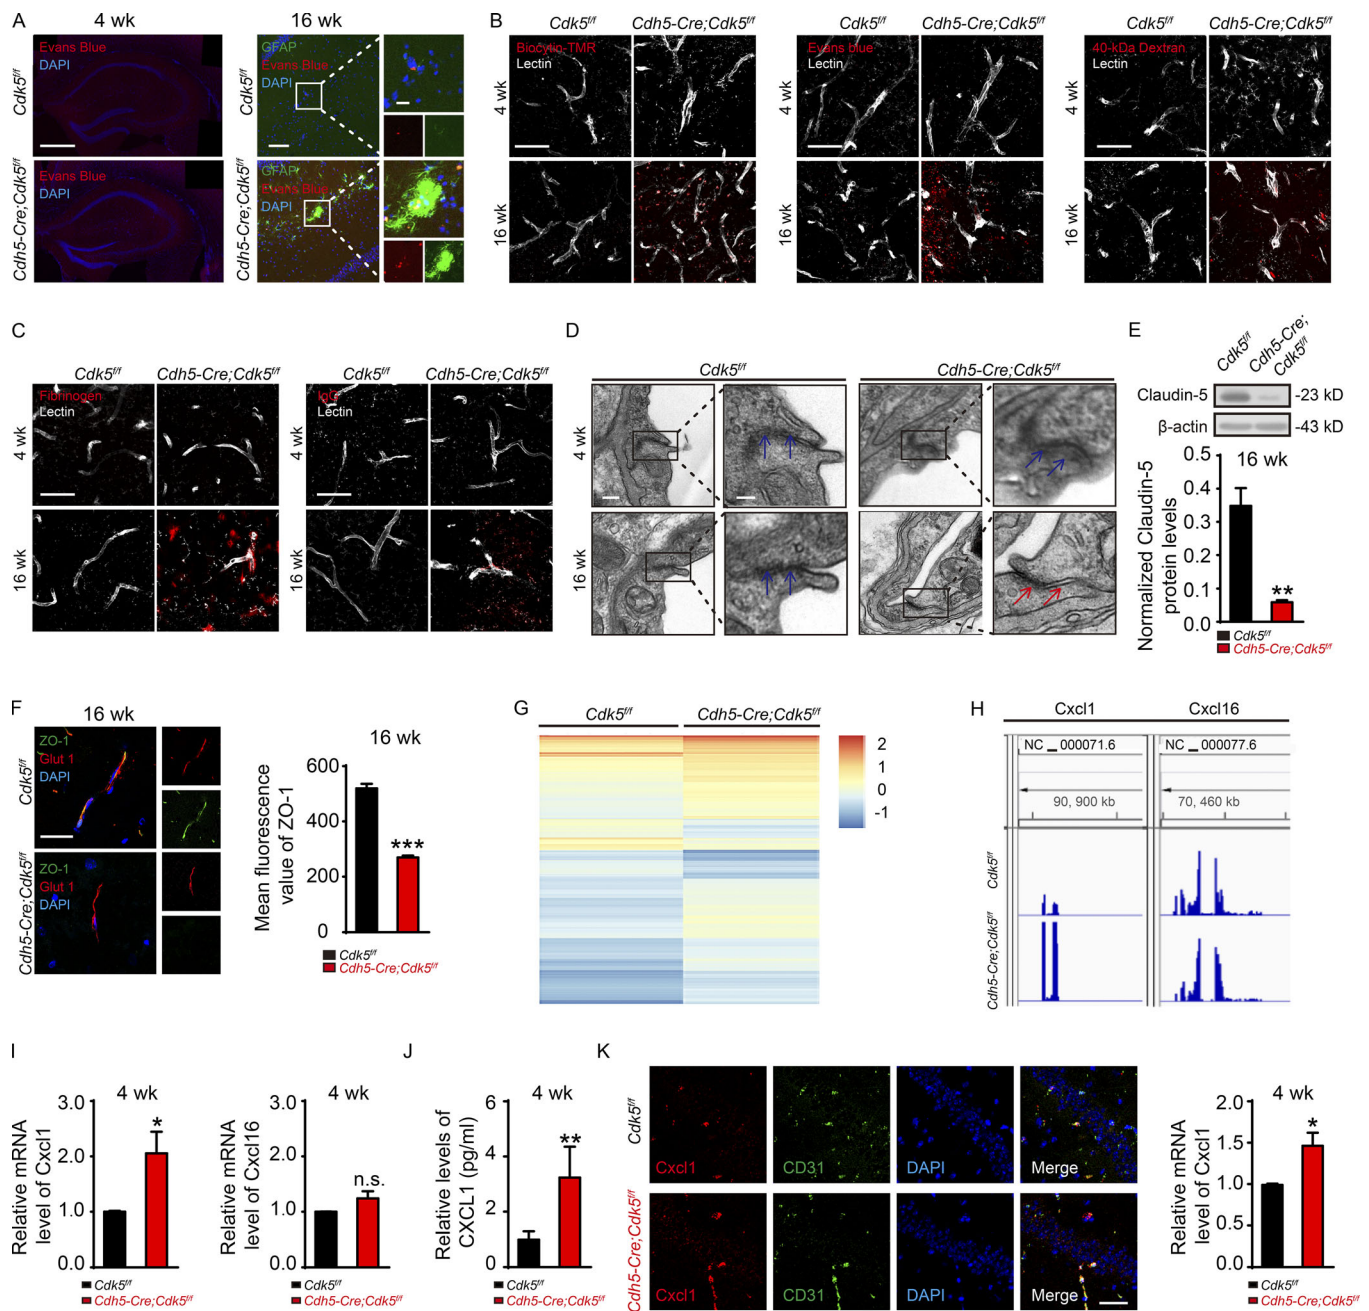 A
4 wk
16 wk
Cdk5f/f
Cdh5-Cre;Cdk5f/f
Evans Blue
DAPI
GFAP
Evans Blue
DAPI
Cdk5f/f
Cdh5-Cre;Cdk5f/f
Evans Blue
DAPI
GFAP
Evans Blue
DAPI
B
Cdk5f/f
Cdh5-Cre;Cdk5f/f
Cdk5f/f
Cdh5-Cre;Cdk5f/f
Cdk5f/f
Cdh5-Cre;Cdk5f/f
4 wk
16 wk
Biocytin-TMR
Lectin
4 wk
16 wk
Evans blue
Lectin
4 wk
16 wk
40-kDa Dextran
Lectin
C
Cdk5f/f
Cdh5-Cre;Cdk5f/f
Cdk5f/f
Cdh5-Cre;Cdk5f/f
4 wk
16 wk
Fibrinogen
Lectin
4 wk
16 wk
IgG
Lectin
D
Cdk5f/f
Cdh5-Cre;Cdk5f/f
4 wk
16 wk
E
Cdk5f/f
Cdh5-Cre;
Cdk5f/f
Claudin-5
-23 kD
β-actin
-43 kD
16 wk
Normalized Claudin-5
protein levels
0.5
0.4
0.3
0.2
0.1
0.0
**
Cdk5f/f
Cdh5-Cre;Cdk5f/f
F
16 wk
Cdk5f/f
Cdh5-Cre;Cdk5f/f
ZO-1
Glut 1
DAPI
ZO-1
Glut 1
DAPI
16 wk
Mean fluorescence
value of ZO-1
600
400
200
0
***
Cdk5f/f
Cdh5-Cre;Cdk5f/f
G
Cdk5f/f
Cdh5-Cre;Cdk5f/f
2
1
0
-1
H
Cxcl1
Cxcl16
NC_000071.6
NC_000077.6
90, 900 kb
70, 460 kb
Cdk5f/f
Cdh5-Cre;Cdk5f/f
I
4 wk
Relative mRNA
level of Cxcl1
3.0
2.0
1.0
0.0
*
Cdk5f/f
Cdh5-Cre;Cdk5f/f
4 wk
Relative mRNA
level of Cxcl16
3.0
2.0
1.0
0.0
n.s.
Cdk5f/f
Cdh5-Cre;Cdk5f/f
J
4 wk
Relative levels of
CXCL1 (pg/ml)
6
4
2
0
**
Cdk5f/f
Cdh5-Cre;Cdk5f/f
K
Cdk5f/f
Cdh5-Cre;Cdk5f/f
Cxcl1
CD31
DAPI
Merge
Cxcl1
CD31
DAPI
Merge
4 wk
Relative mRNA
level of Cxcl1
2.0
1.5
1.0
0.5
0.0
*
Cdk5f/f
Cdh5-Cre;Cdk5f/f